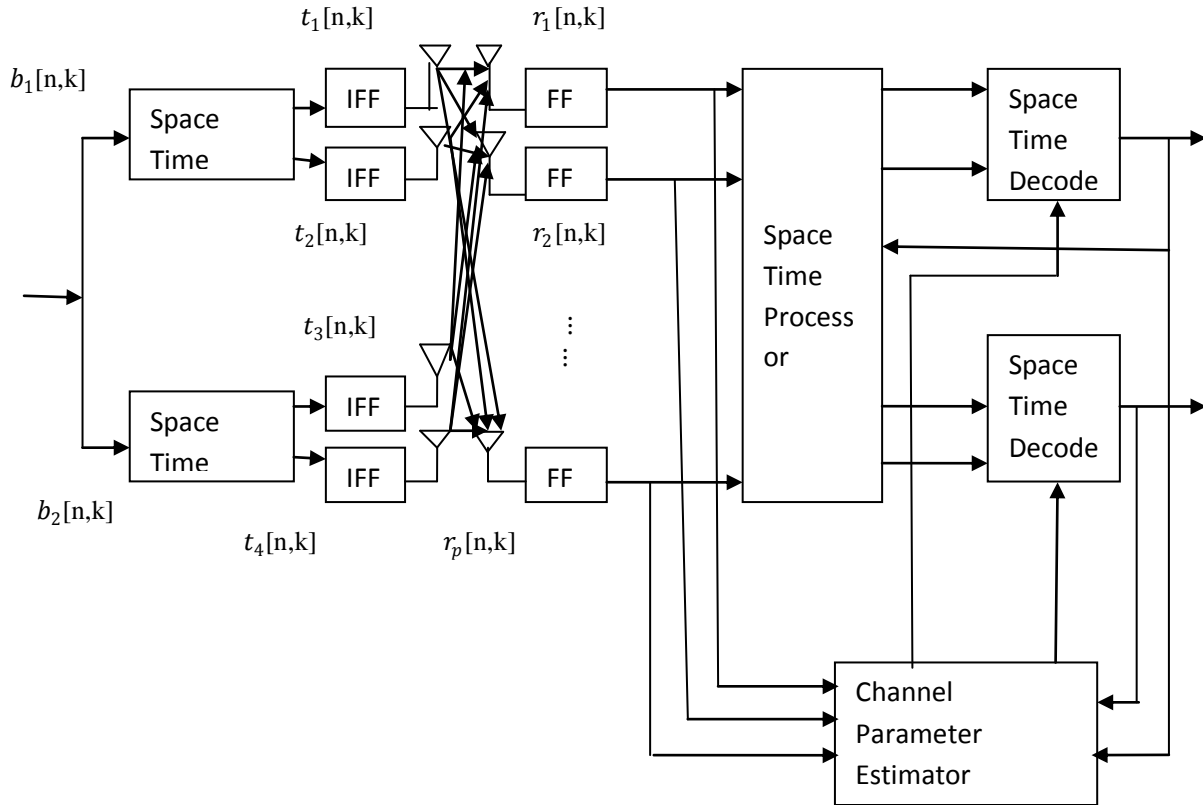 t₁[n,k]
r₁[n,k]
b₁[n,k]
Space
Time
IFF
IFF
FF
FF
t₂[n,k]
r₂[n,k]
Space
Time
Process
or
Space
Time
Decode
t₃[n,k]
⋮
...
Space
Time
IFF
IFF
FF
Space
Time
Decode
b₂[n,k]
t₄[n,k]
rₚ[n,k]
Channel
Parameter
Estimator